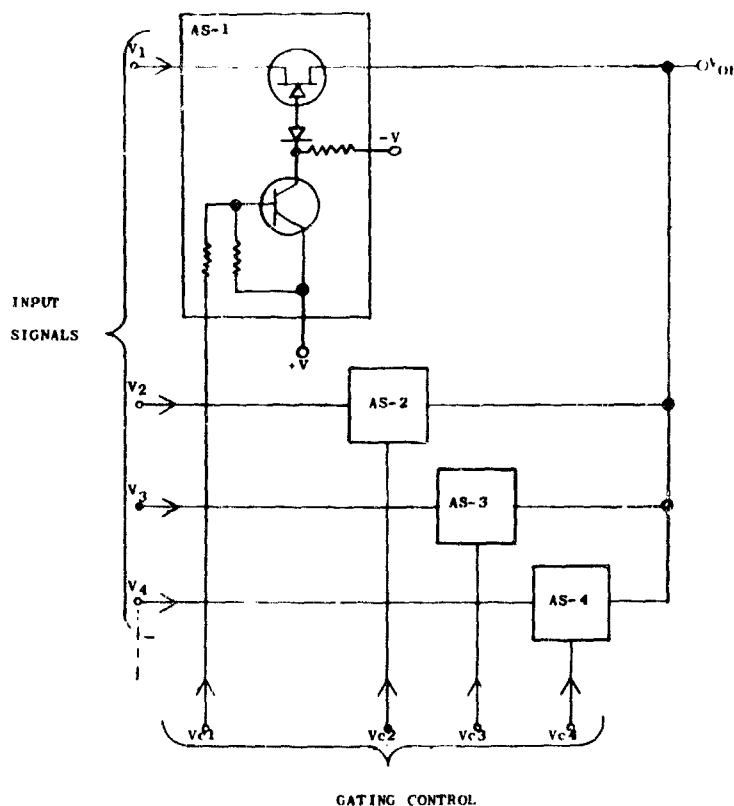 AS-1
V1
-V
INPUT
SIGNALS
+V
V2
AS-2
V3
AS-3
V4
AS-4
Vc1
Vc2
Vc3
Vc4
GATING CONTROL